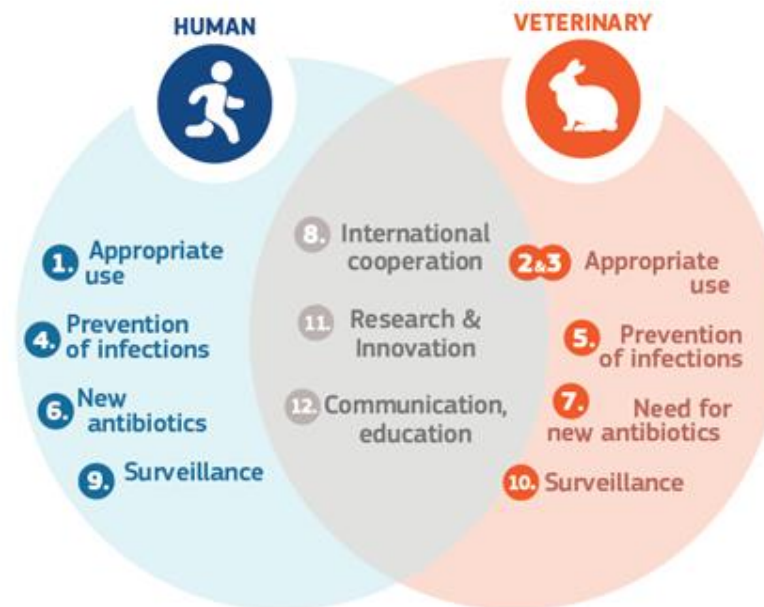 HUMAN
VETERINARY
1. Appropriate
use
4. Prevention
of infections
6. New
antibiotics
9. Surveillance
8. International
cooperation
11. Research &
Innovation
12. Communication,
education
2&3 Appropriate
use
5. Prevention
of infections
7. Need for
new antibiotics
10. Surveillance